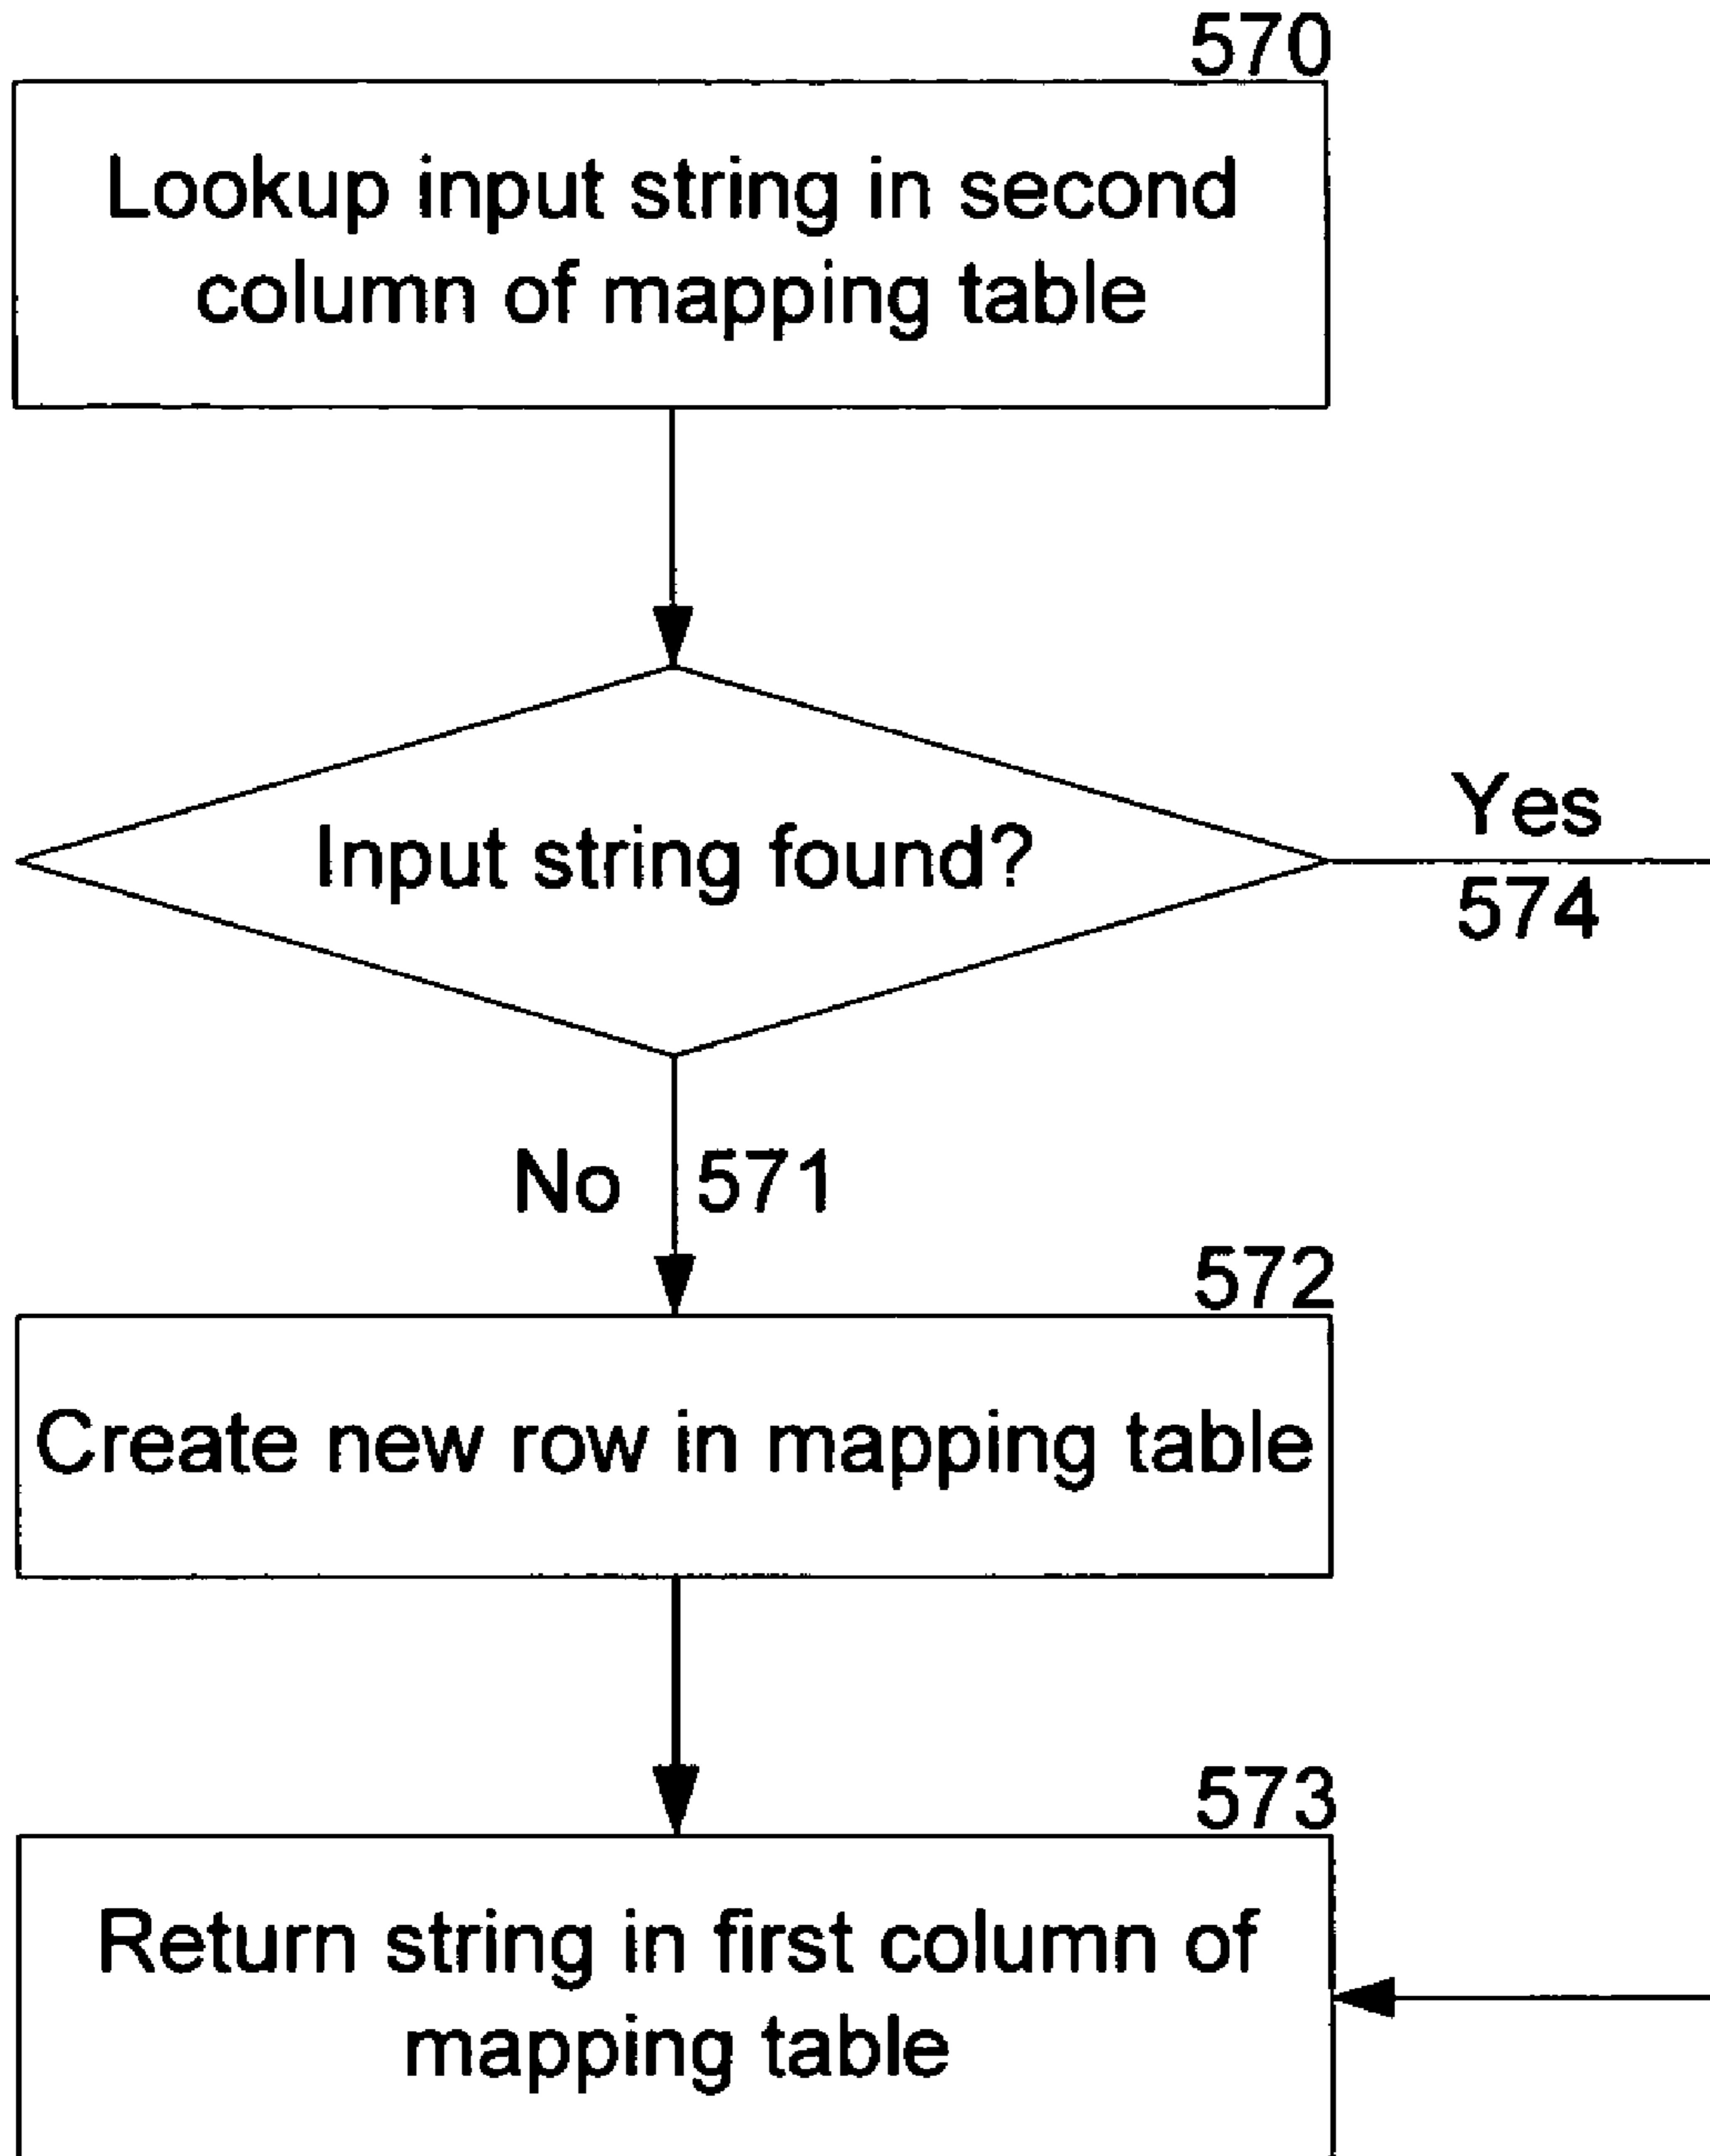 570
Lookup input string in second
column of mapping table
Input string found?
Yes
574
No 571
572
Create new row in mapping table
573
Return string in first column of
mapping table